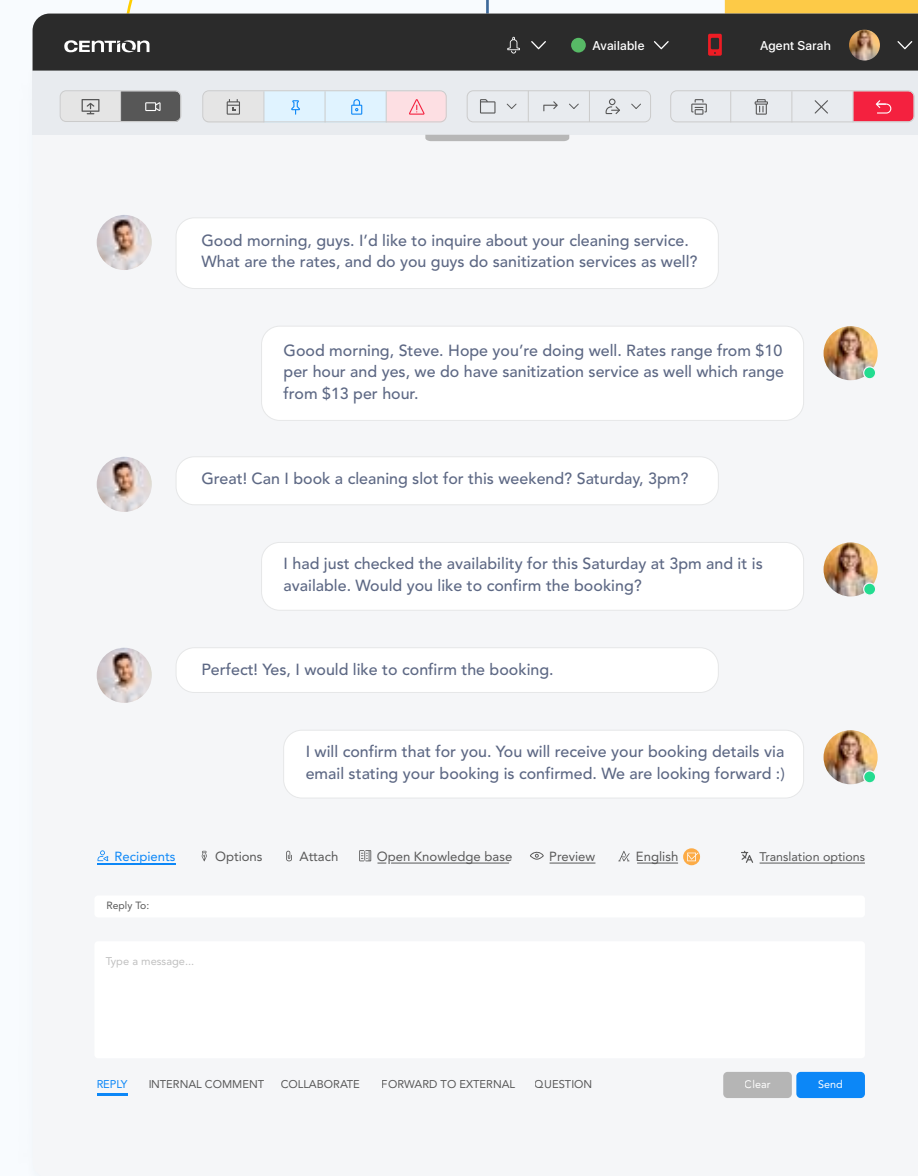 CENTION
Available
Agent Sarah
Good morning, guys. I'd like to inquire about your cleaning service.
What are the rates, and do you guys do sanitization services as well?
Good morning, Steve. Hope you're doing well. Rates range from $10
per hour and yes, we do have sanitization service as well which range
from $13 per hour.
Great! Can I book a cleaning slot for this weekend? Saturday, 3pm?
I had just checked the availability for this Saturday at 3pm and it is
available. Would you like to confirm the booking?
Perfect! Yes, I would like to confirm the booking.
I will confirm that for you. You will receive your booking details via
email stating your booking is confirmed. We are looking forward :)
Recipients Options Attach Open Knowledge base Preview English Translation options
Reply To:
Type a message...
REPLY INTERNAL COMMENT COLLABORATE FORWARD TO EXTERNAL QUESTION Clear Send